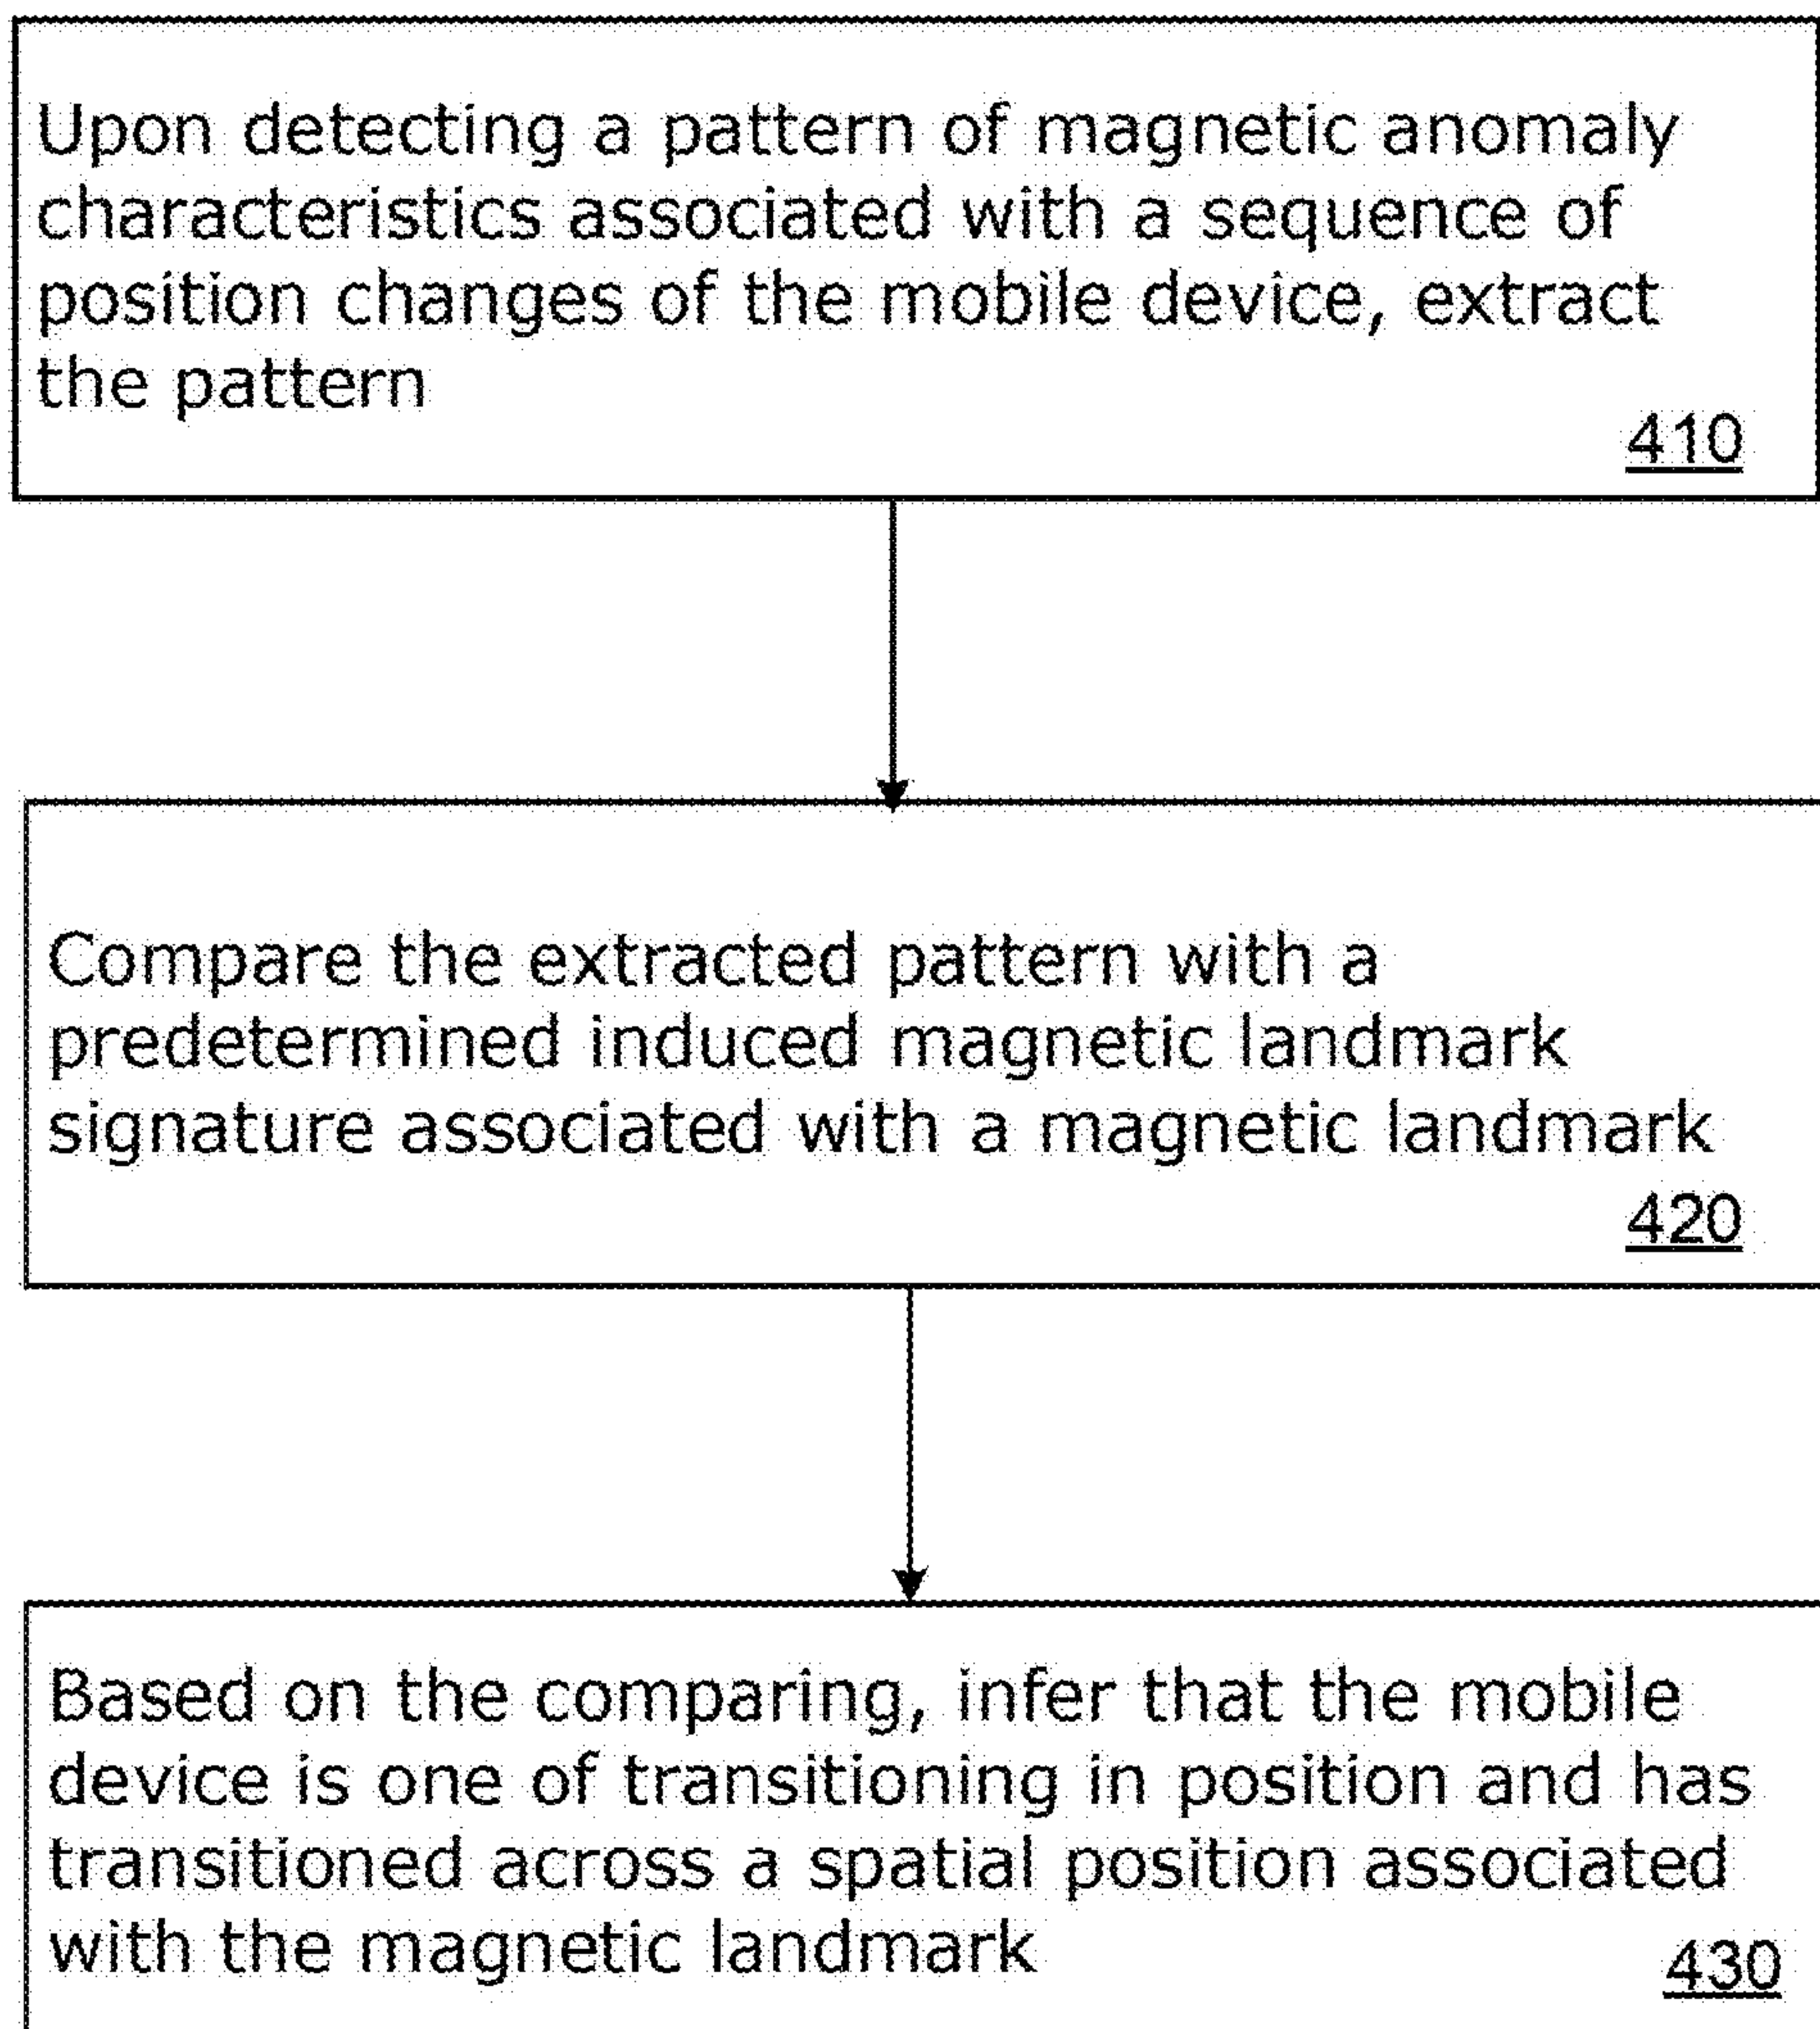 Upon detecting a pattern of magnetic anomaly
characteristics associated with a sequence of
position changes of the mobile device, extract
the pattern
410
Compare the extracted pattern with a
predetermined induced magnetic landmark
signature associated with a magnetic landmark
420
Based on the comparing, infer that the mobile
device is one of transitioning in position and has
transitioned across a spatial position associated
with the magnetic landmark
430